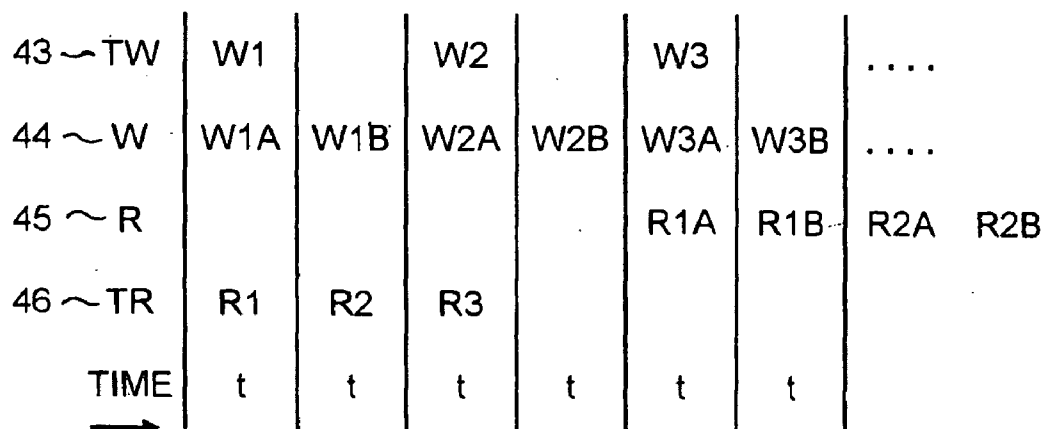 43 ~ TW W1 W2 W3 ....
44 ~ W W1A W1B W2A W2B W3A W3B ....
45 ~ R R1A R1B R2A R2B
46 ~ TR R1 R2 R3
TIME t t t t t t